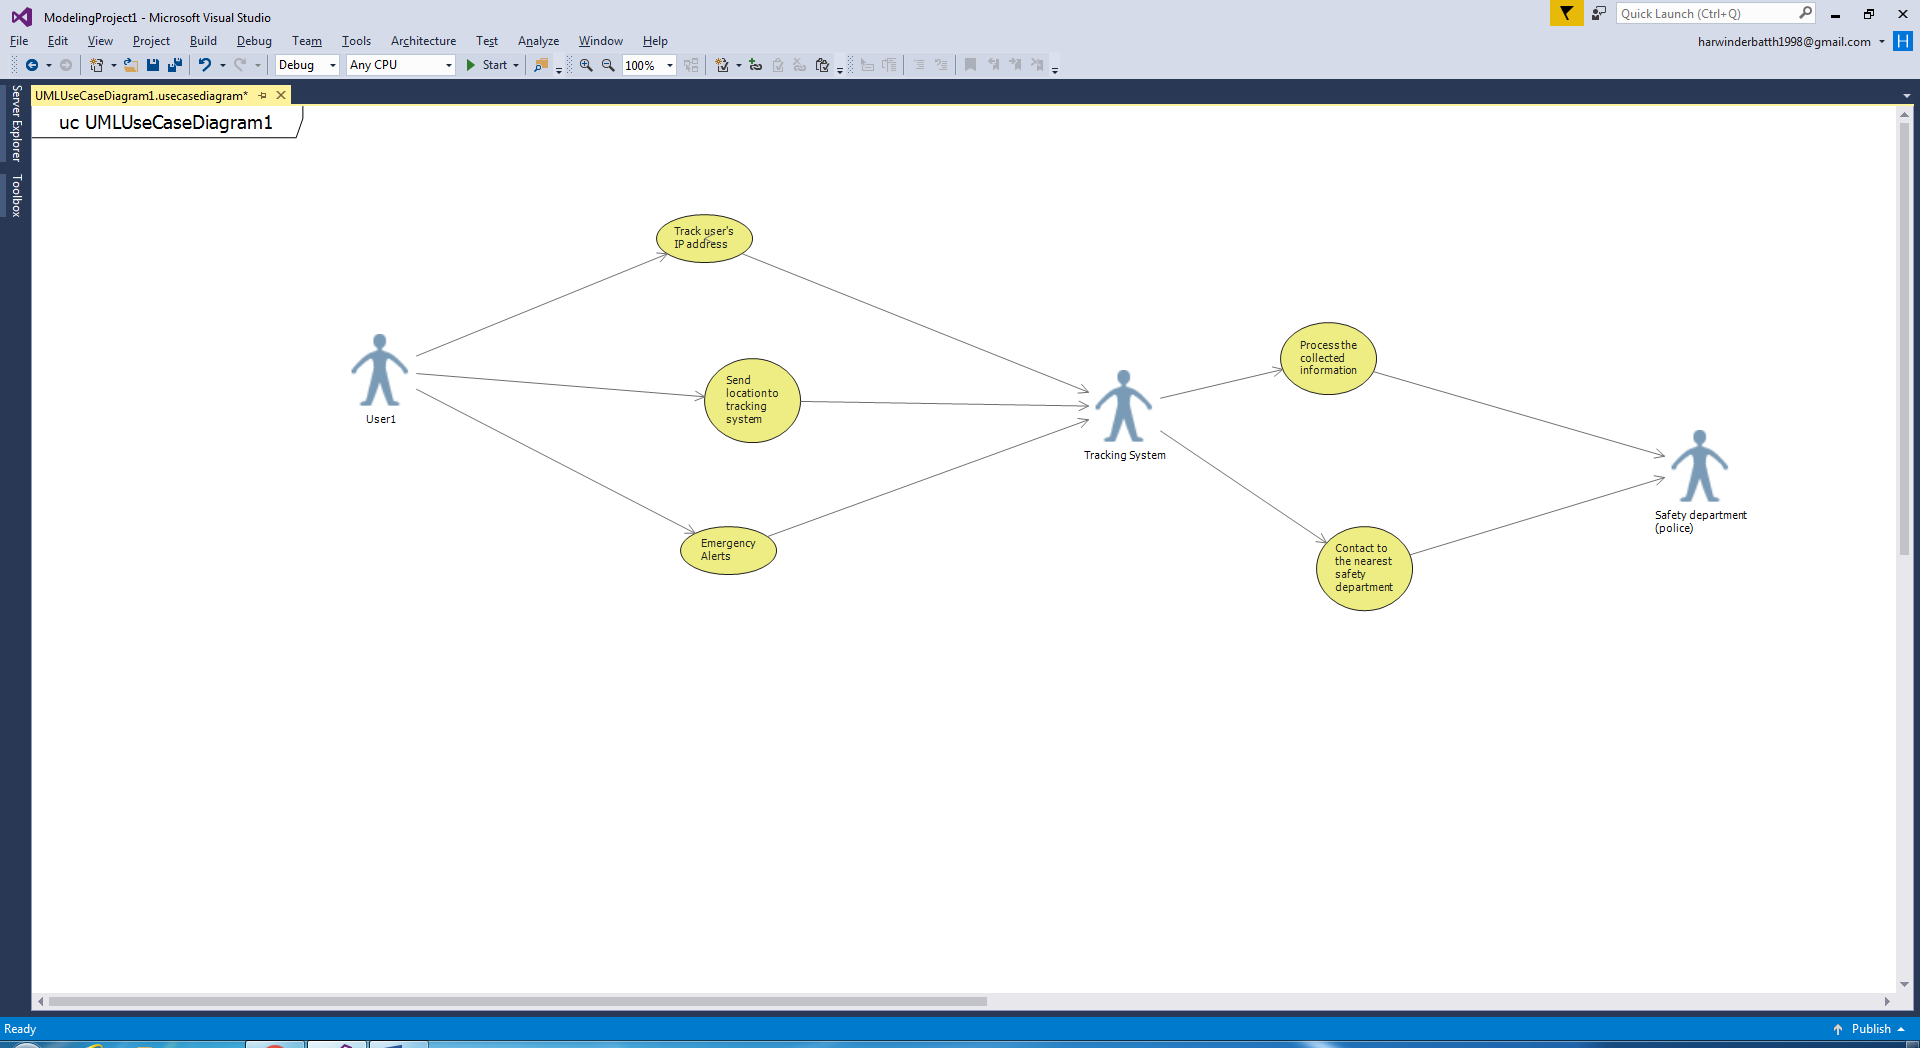 ModelingProject1 - Microsoft Visual Studio
Quick Launch (Ctrl+Q)
File Edit View Project Build Debug Team Tools Architecture Test Analyze Window Help
harwinderbatth1998@gmail.com H
Debug Any CPU Start 100%
UMLUseCaseDiagram1.usecasediagram*
Server Explorer
Toolbox
uc UMLUseCaseDiagram1
Track user's
IP address
User1
Send
location to
tracking
system
Emergency
Alerts
Tracking System
Process the
collected
information
Contact to
the nearest
safety
department
Safety department
(police)
Ready
Publish